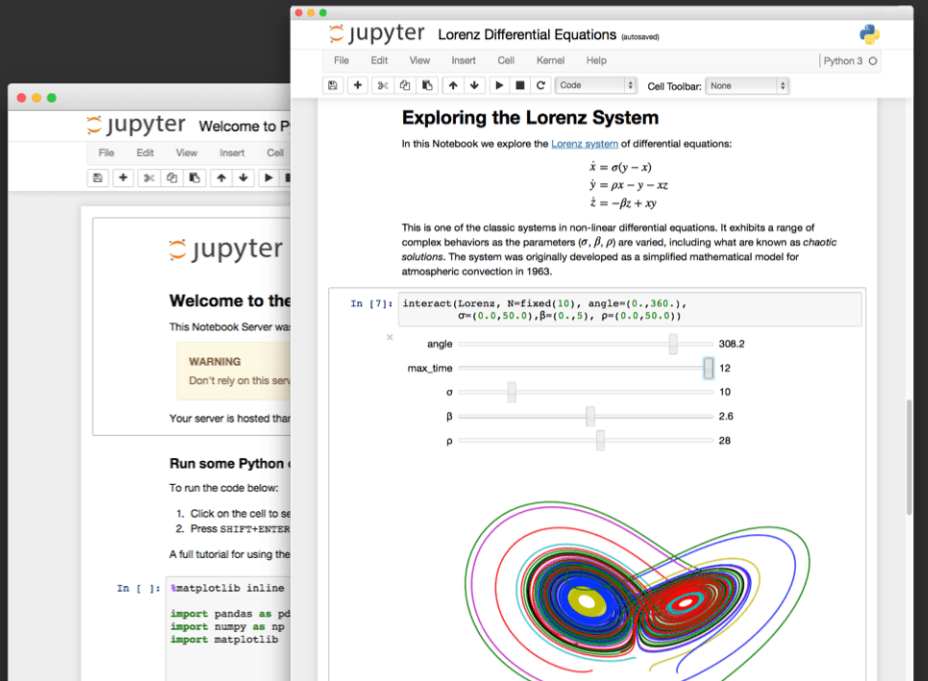 jupyter Lorenz Differential Equations (autosaved)
File Edit View Insert Cell Kernel Help Python 3
Code Cell Toolbar: None
Exploring the Lorenz System
In this Notebook we explore the Lorenz system of differential equations:
ẋ = σ(y − x)
ẏ = ρx − y − xz
ż = −βz + xy
This is one of the classic systems in non-linear differential equations. It exhibits a range of
complex behaviors as the parameters (σ, β, ρ) are varied, including what are known as chaotic
solutions. The system was originally developed as a simplified mathematical model for
atmospheric convection in 1963.
In [7]: interact(Lorenz, N=fixed(10), angle=(0.,360.),
σ=(0.0,50.0),β=(0.,5), ρ=(0.0,50.0))
angle 308.2
max_time 12
σ 10
β 2.6
ρ 28
jupyter Welcome to P
File Edit View Insert Cell
jupyter
Welcome to the
This Notebook Server was
WARNING
Don't rely on this serv
Your server is hosted than
Run some Python
To run the code below:
1. Click on the cell to se
2. Press SHIFT+ENTER
A full tutorial for using the
In [ ]: %matplotlib inline
import pandas as pd
import numpy as np
import matplotlib